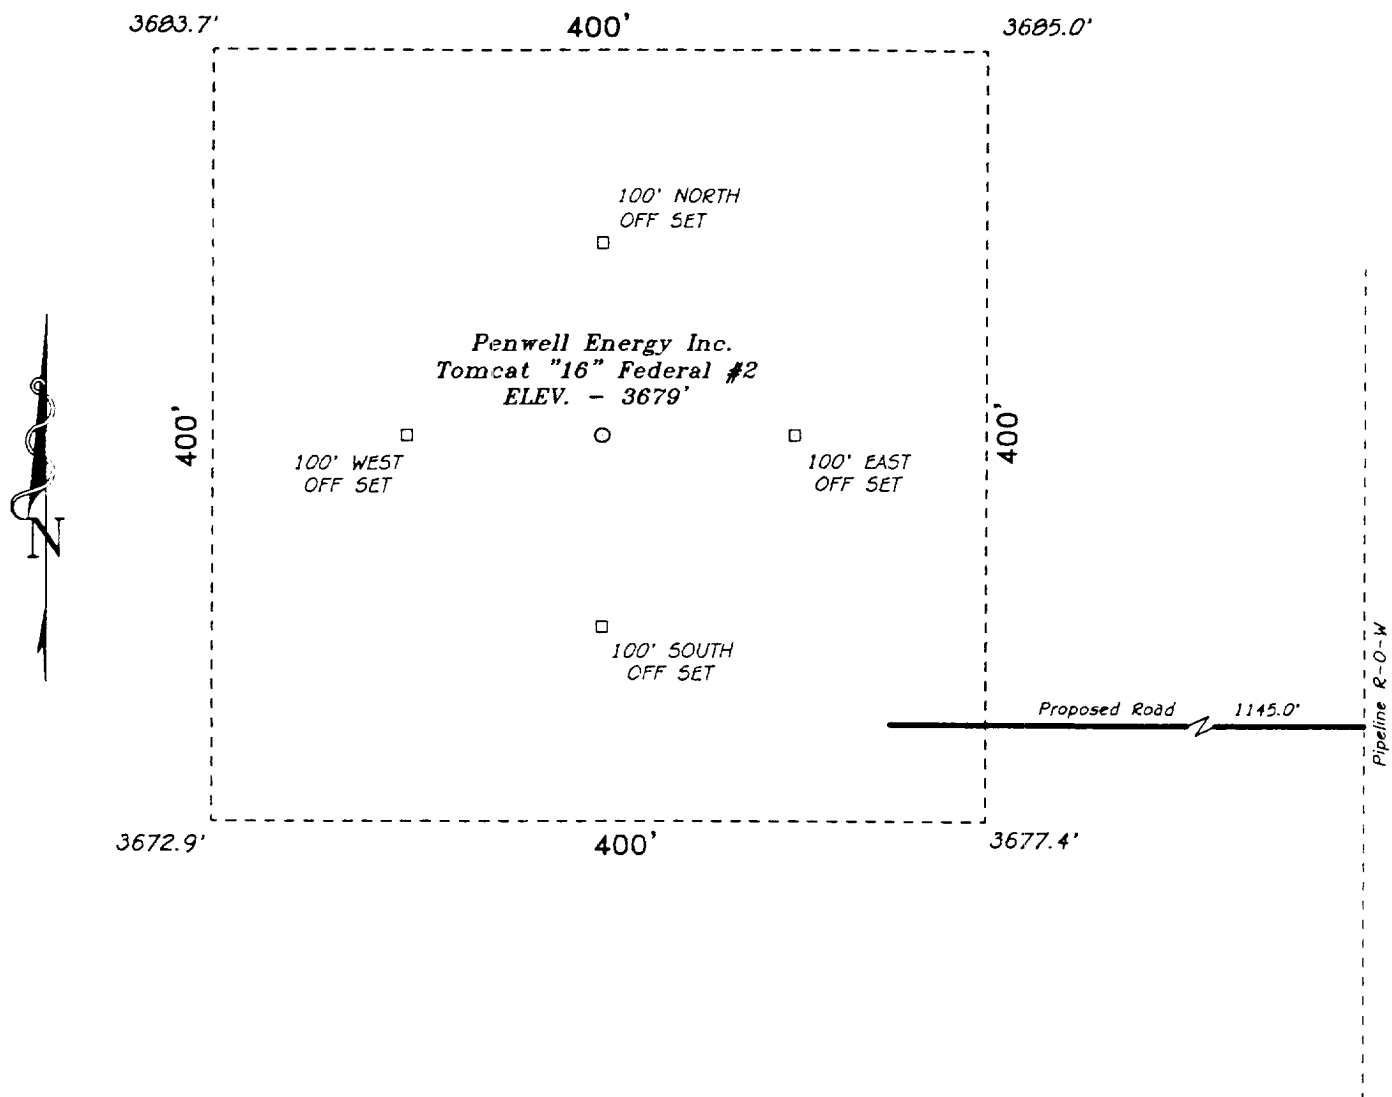 3683.7'
400'
3685.0'
100' NORTH
OFF SET
Penwell Energy Inc.
Tomcat "16" Federal #2
ELEV. - 3679'
400'
400'
100' WEST
OFF SET
100' EAST
OFF SET
N
100' SOUTH
OFF SET
Proposed Road 1145.0'
Pipeline R-O-W
3672.9'
400'
3677.4'